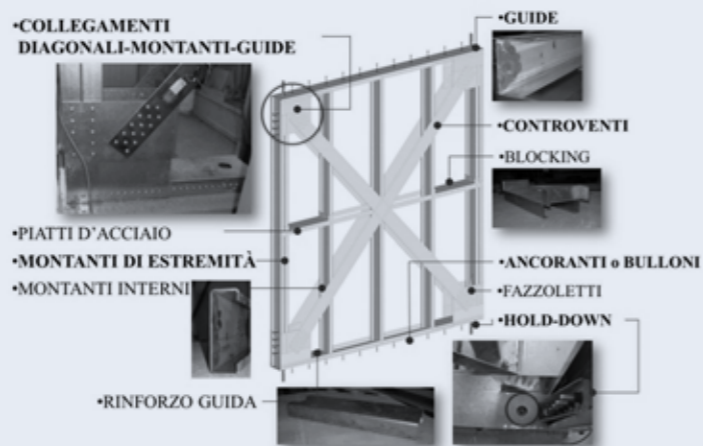 •COLLEGAMENTI
DIAGONALI-MONTANTI-GUIDE
•GUIDE
•CONTROVENTI
•BLOCKING
•PIATTI D’ACCIAIO
•MONTANTI DI ESTREMITÀ
•MONTANTI INTERNI
•ANCORANTI o BULLONI
•FAZZOLETTI
•HOLD-DOWN
•RINFORZO GUIDA